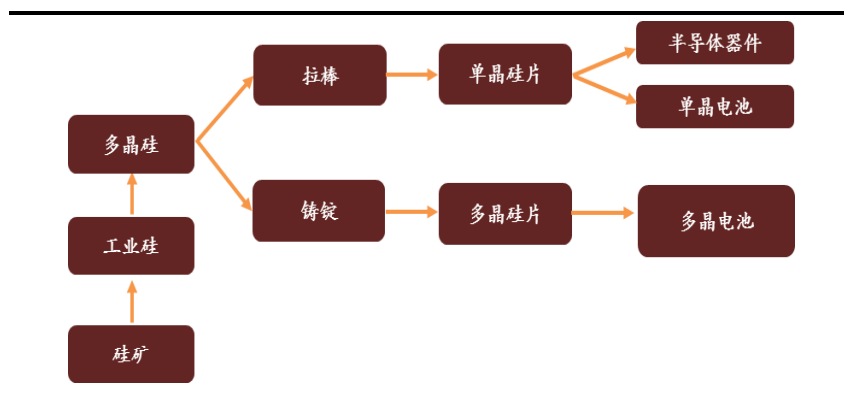 半导体器件
拉棒
单晶硅片
单晶电池
多晶硅
铸锭
多晶硅片
多晶电池
工业硅
硅矿